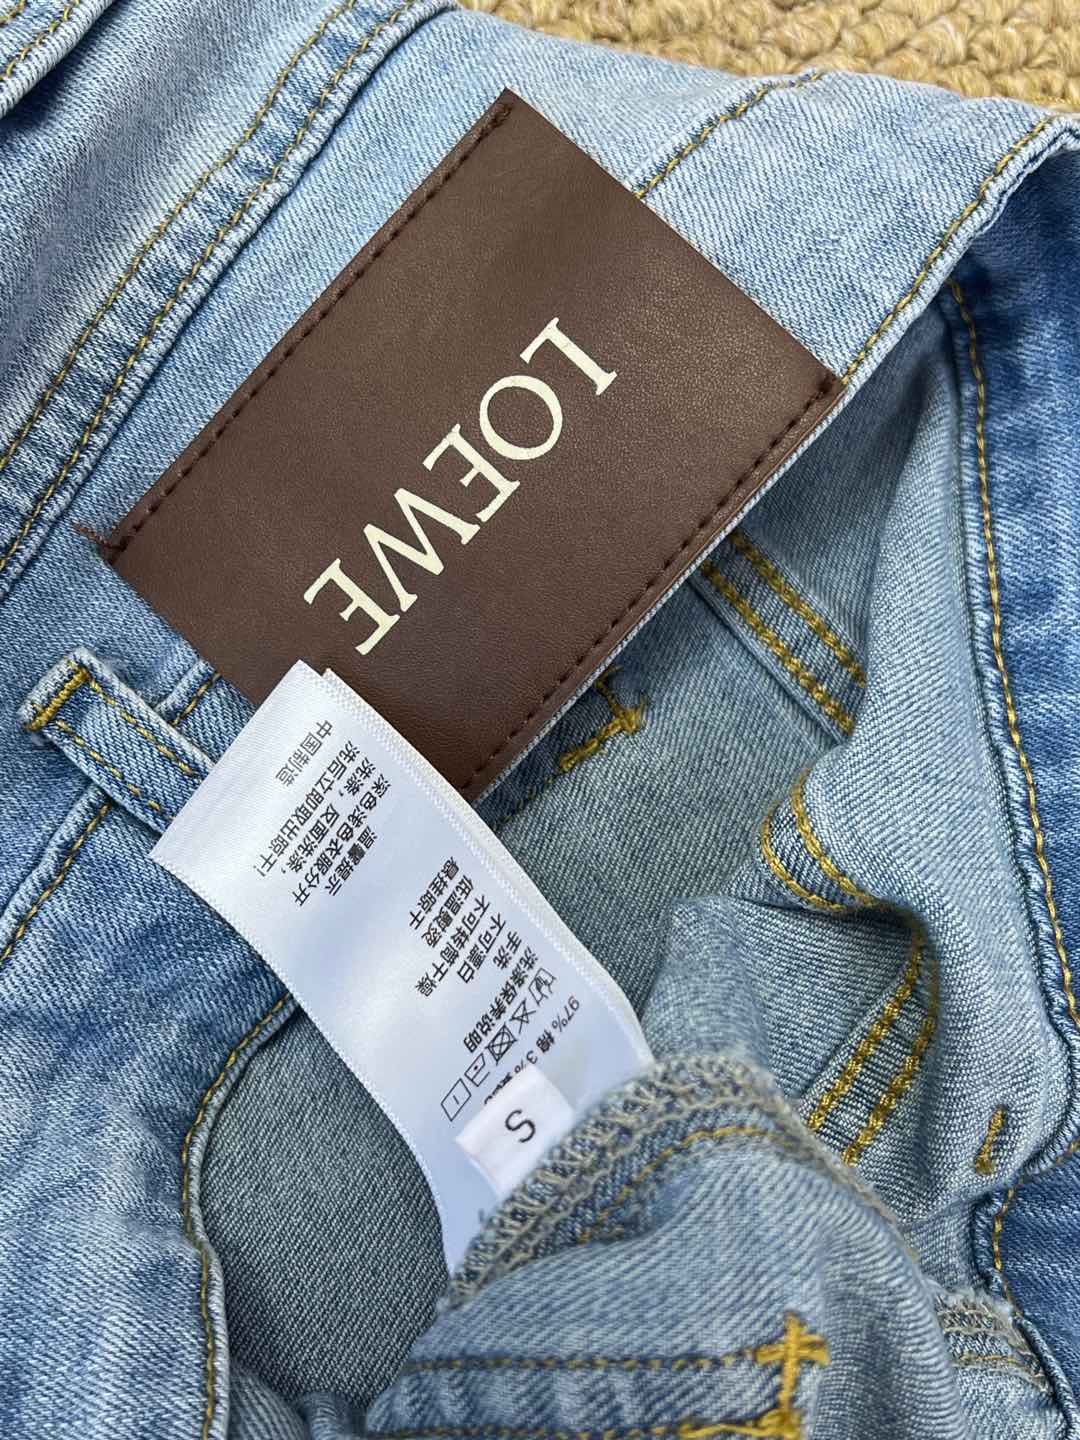 LOEWE
中国制造
洗后立即取出晾干!
洗涤，反面洗涤，
深色浅色衣服分开
温馨提示
悬挂晾干
低温熨烫
不可转筒干燥
不可漂白
手洗
洗涤保养说明
97% 棉 3%
S